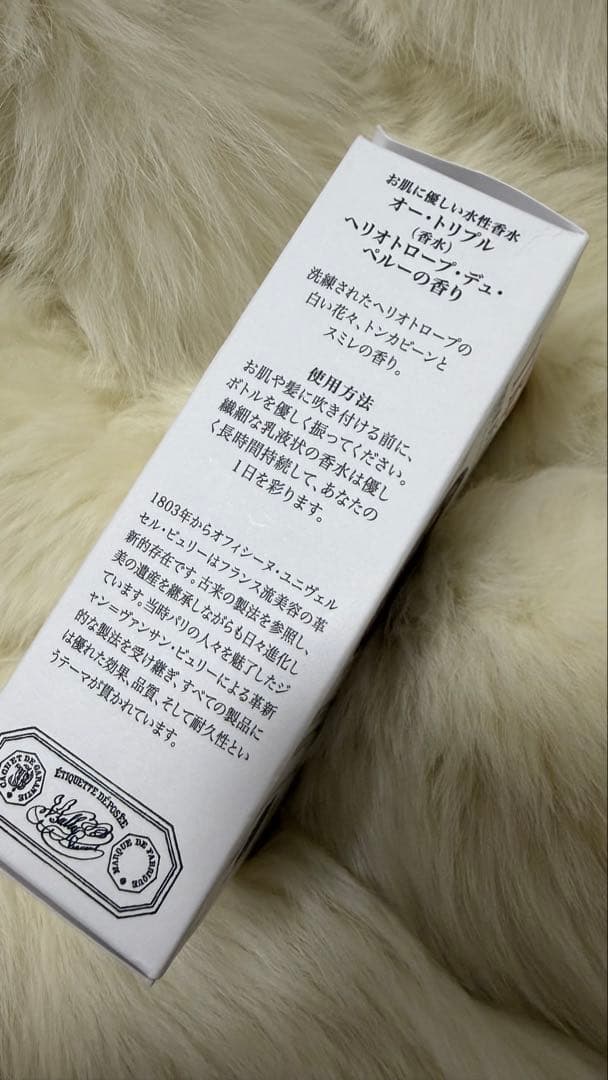 お肌に優しい水性香水
オー・トリプル
（香水）
ヘリオトロープ・デュ・
ペルーの香り
洗練されたヘリオトロープの
白い花々、トンカビーンと
スミレの香り。
使用方法
お肌や髪に吹き付ける前に、
ボトルを優しく振ってください。
繊細な乳液状の香水は優し
く長時間持続して、あなたの
1日を彩ります。
1803年からオフィシーヌ・ユニヴェル
セル・ビュリーはフランス流美容の革
新的存在です。古来の製法を参照し、
美の遺産を継承しながらも日々進化し
ています。当時パリの人々を魅了したジ
ャン＝ヴァンサン・ビュリーによる革新
的な製法を受け継ぎ、すべての製品に
は優れた効果、品質、そして耐久性とい
うテーマが貫かれています。
CACHET DE GARANTIE
ÉTIQUETTE DÉPOSÉE
MARQUE DE FABRIQUE